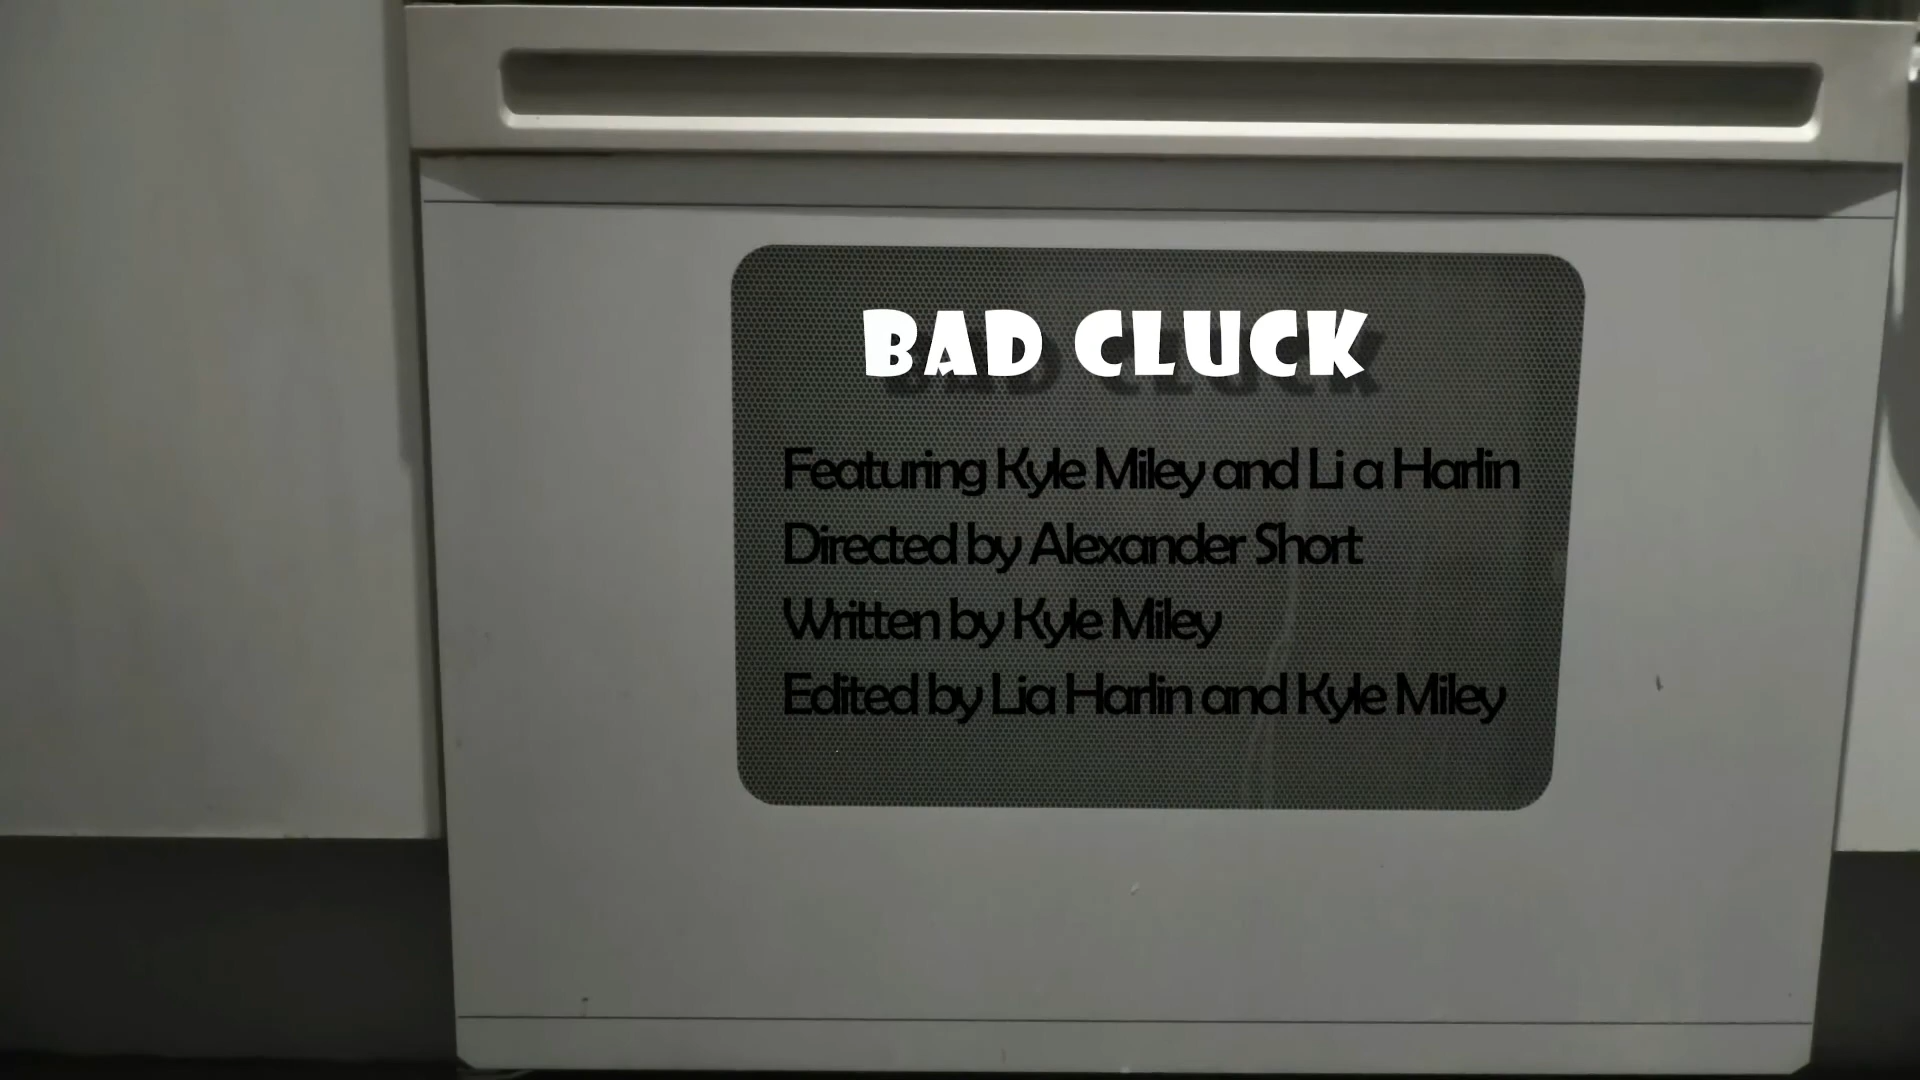 BAD CLUCK
Featuring Kyle Miley and Li a Harlin
Directed by Alexander Short
Written by Kyle Miley
Edited by Lia Harlin and Kyle Miley